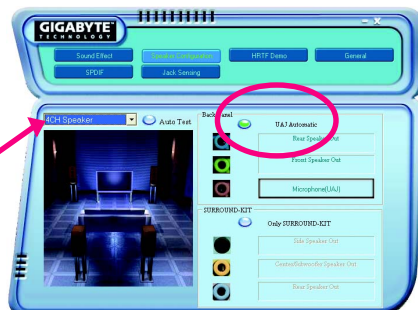 GIGABYTE
TECHNOLOGY
Sound Effect
Speaker Configuration
HRTF Demo
General
SPDIF
Jack Sensing
4CH Speaker
Auto Test
Back Panel
UAJ Automatic
Rear Speaker Out
Front Speaker Out
Microphone(UAJ)
SURROUND-KIT
Only SURROUND-KIT
Side Speaker Out
Center/Subwoofer Speaker Out
Rear Speaker Out